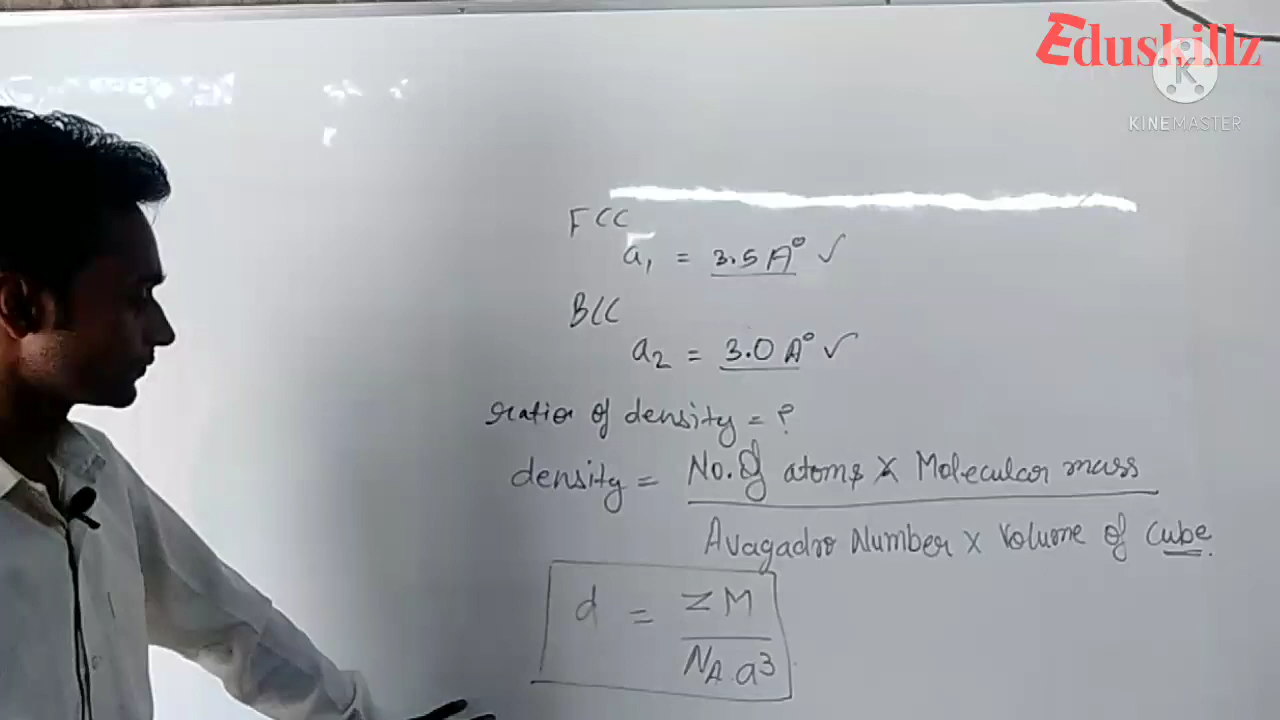 Eduskillz
K
KINEMASTER
FCC
a₁ = 3.5 A° ✓
BCC
a₂ = 3.0 A° ✓
ratio of density = ?
density = No. of atoms × Molecular mass
Avagadro Number × Volume of Cube.
d = ZM
N_A. a³